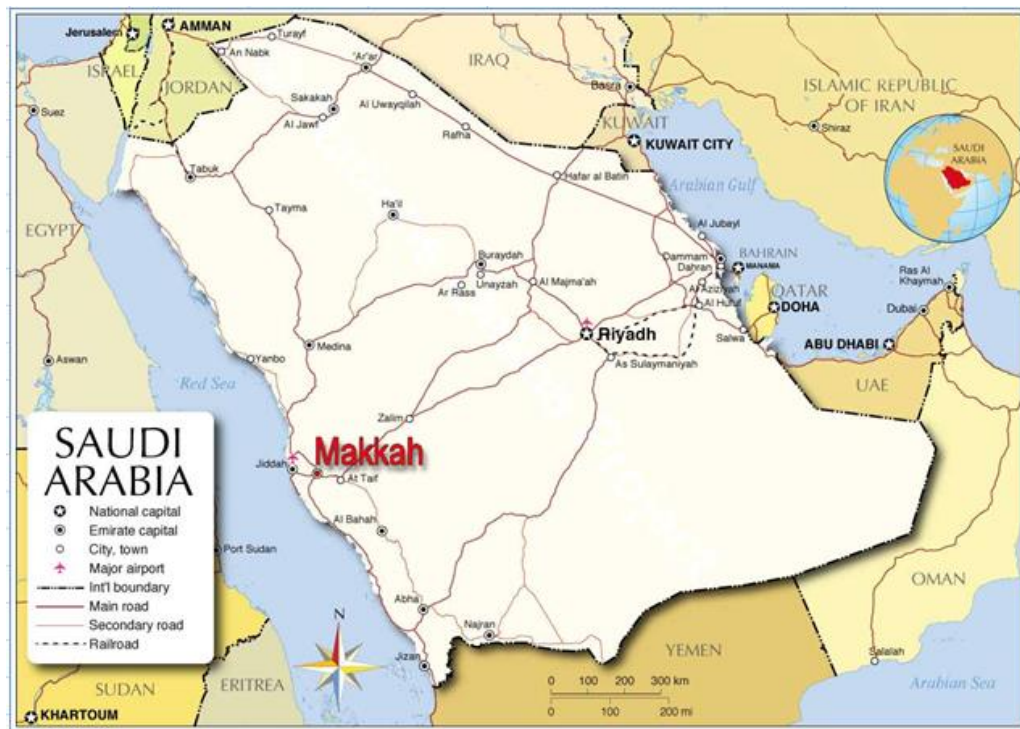 AMMAN
Jerusalem
Turayf
An Nabk
'Ar'ar
IRAQ
ISRAEL
JORDAN
Basra
ISLAMIC REPUBLIC
OF IRAN
Suez
Sakakah
Al Uwayqilah
Al Jawf
Rafha
KUWAIT
KUWAIT CITY
Shiraz
SAUDI
ARABIA
Tabuk
Hafar al Batin
Arabian Gulf
Tayma
Ha'il
EGYPT
Al Jubayl
Buraydah
Unayzah
Ar Rass
Al Majma'ah
Dammam
Dahran
BAHRAIN
MANAMA
Al Aziziyah
Al Hufuf
QATAR
DOHA
Ras Al
Khaymah
Dubai
Riyadh
Salwa
ABU DHABI
Medina
Yanbo
As Sulaymaniyah
Aswan
Red Sea
UAE
Zalim
SAUDI
ARABIA
Makkah
Jiddah
At Taif
National capital
Emirate capital
City, town
Major airport
Int'l boundary
Main road
Secondary road
Railroad
Al Bahah
Port Sudan
OMAN
Abha
Najran
N
Jizan
YEMEN
Salalah
SUDAN
ERITREA
KHARTOUM
0 100 200 300 km
0 100 200 mi
Arabian Sea